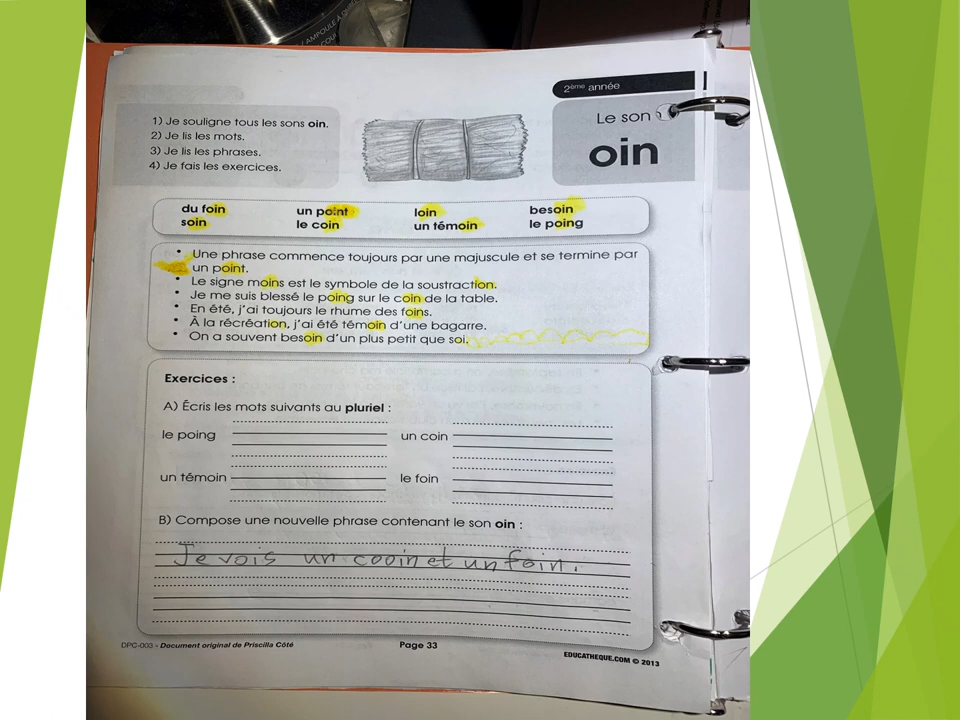 2ème année
Le son
oin
1) Je souligne tous les sons oin.
2) Je lis les mots.
3) Je lis les phrases.
4) Je fais les exercices.
du foin un point loin besoin
soin le coin un témoin le poing
• Une phrase commence toujours par une majuscule et se termine par
un point.
• Le signe moins est le symbole de la soustraction.
• Je me suis blessé le poing sur le coin de la table.
• En été, j'ai toujours le rhume des foins.
• À la récréation, j'ai été témoin d'une bagarre.
• On a souvent besoin d'un plus petit que soi.
Exercices :
A) Écris les mots suivants au pluriel :
le poing un coin
un témoin le foin
B) Compose une nouvelle phrase contenant le son oin :
Je vois un cooin et un foin.
DPC-003 - Document original de Priscilla Côté Page 33 EDUCATHEQUE.COM © 2013